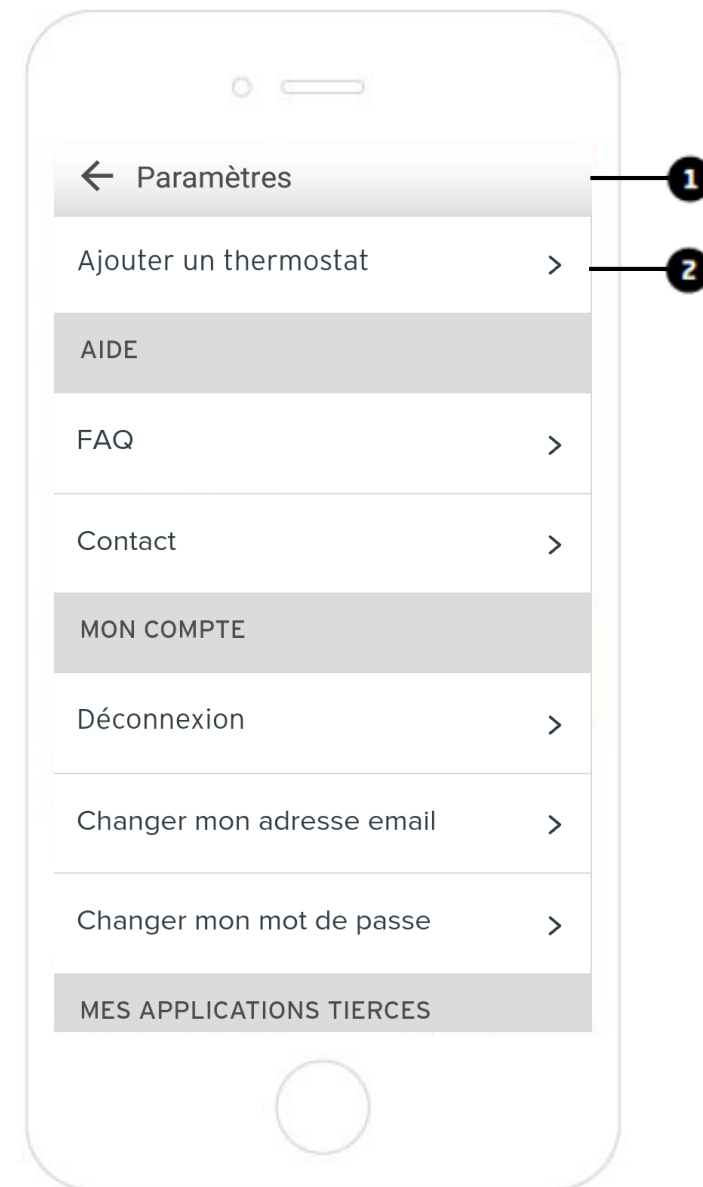 Paramètres
1
Ajouter un thermostat
2
AIDE
FAQ
Contact
MON COMPTE
Déconnexion
Changer mon adresse email
Changer mon mot de passe
MES APPLICATIONS TIERCES